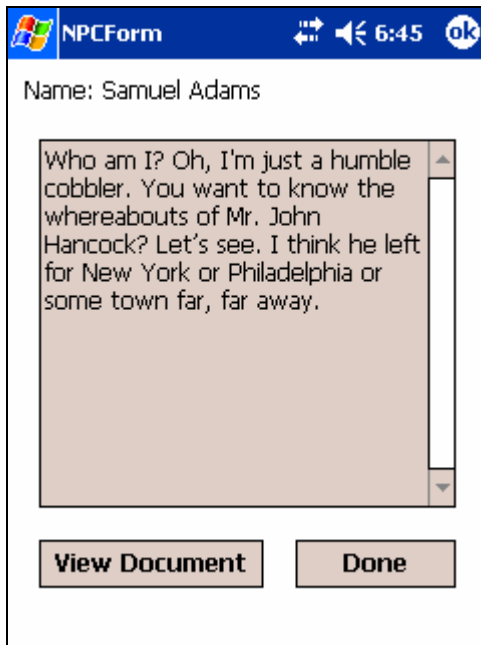 NPCForm 6:45 ok
Name: Samuel Adams
Who am I? Oh, I'm just a humble
cobbler. You want to know the
whereabouts of Mr. John
Hancock? Let's see. I think he left
for New York or Philadelphia or
some town far, far away.
View Document Done